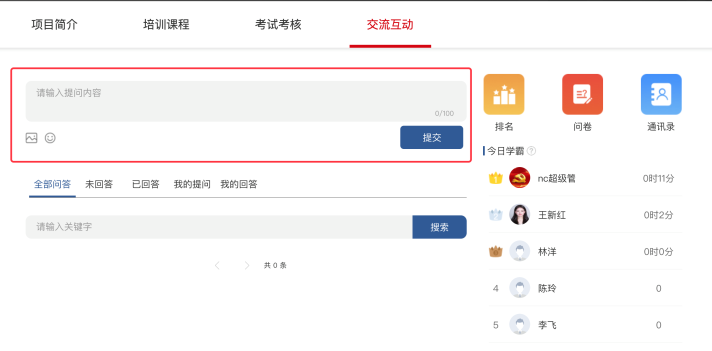 项目简介 培训课程 考试考核 交流互动
请输入提问内容
0/100
提交
排名 问卷 通讯录
今日学霸
全部问答 未回答 已回答 我的提问 我的回答
请输入关键字 搜索
共 0 条
nc超级管 0时11分
王新红 0时2分
林洋 0时0分
4 陈玲 0
5 李飞 0